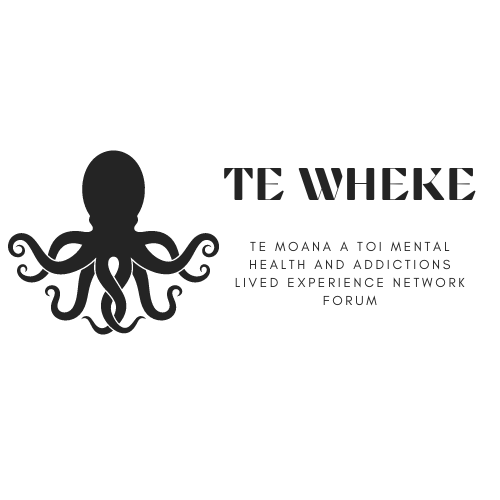 TE WHEKE
TE MOANA A TOI MENTAL
HEALTH AND ADDICTIONS
LIVED EXPERIENCE NETWORK
FORUM